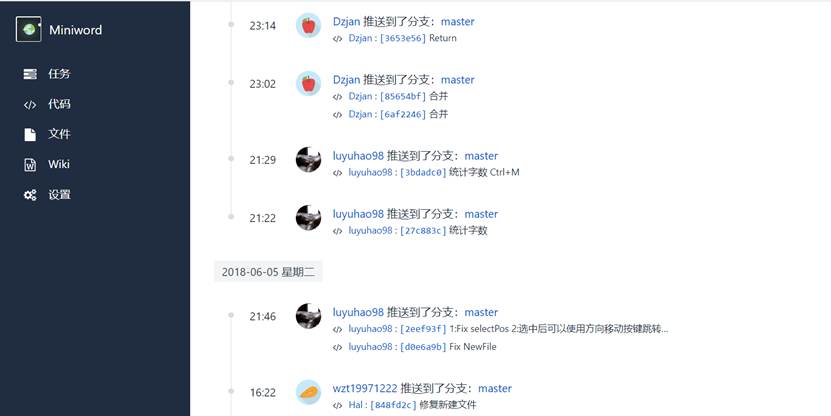 Miniword
任务
代码
文件
Wiki
设置
23:14 Dzjan 推送到了分支：master
Dzjan : [3653e56] Return
23:02 Dzjan 推送到了分支：master
Dzjan : [85654bf] 合并
Dzjan : [6af2246] 合并
21:29 luyuhao98 推送到了分支：master
luyuhao98 : [3bdadc0] 统计字数 Ctrl+M
21:22 luyuhao98 推送到了分支：master
luyuhao98 : [27c883c] 统计字数
2018-06-05 星期二
21:46 luyuhao98 推送到了分支：master
luyuhao98 : [2eef93f] 1:Fix selectPos 2:选中后可以使用方向移动按键跳转...
luyuhao98 : [d0e6a9b] Fix NewFile
16:22 wzt19971222 推送到了分支：master
Hal : [848fd2c] 修复新建文件